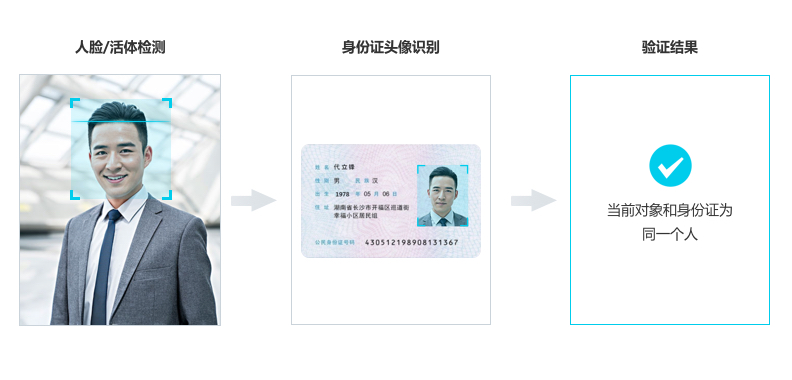 人脸/活体检测
身份证头像识别
验证结果
姓 名 代立峰
性 别 男 民 族 汉
出 生 1978 年 05 月 06 日
住 址 湖南省长沙市开福区巡道街
幸福小区居民组
公民身份证号码 430512198908131367
当前对象和身份证为
同一个人